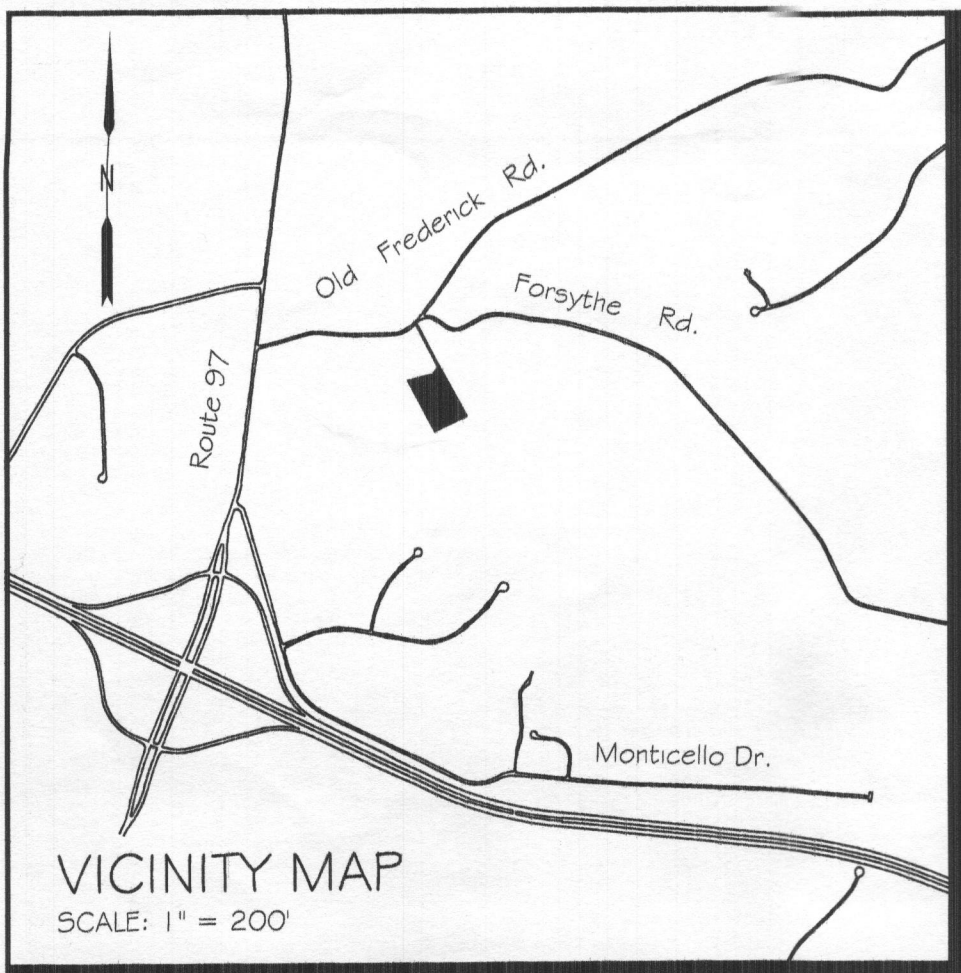 N
Old Frederick Rd.
Forsythe Rd.
Route 97
Monticello Dr.
VICINITY MAP
SCALE: 1" = 200'